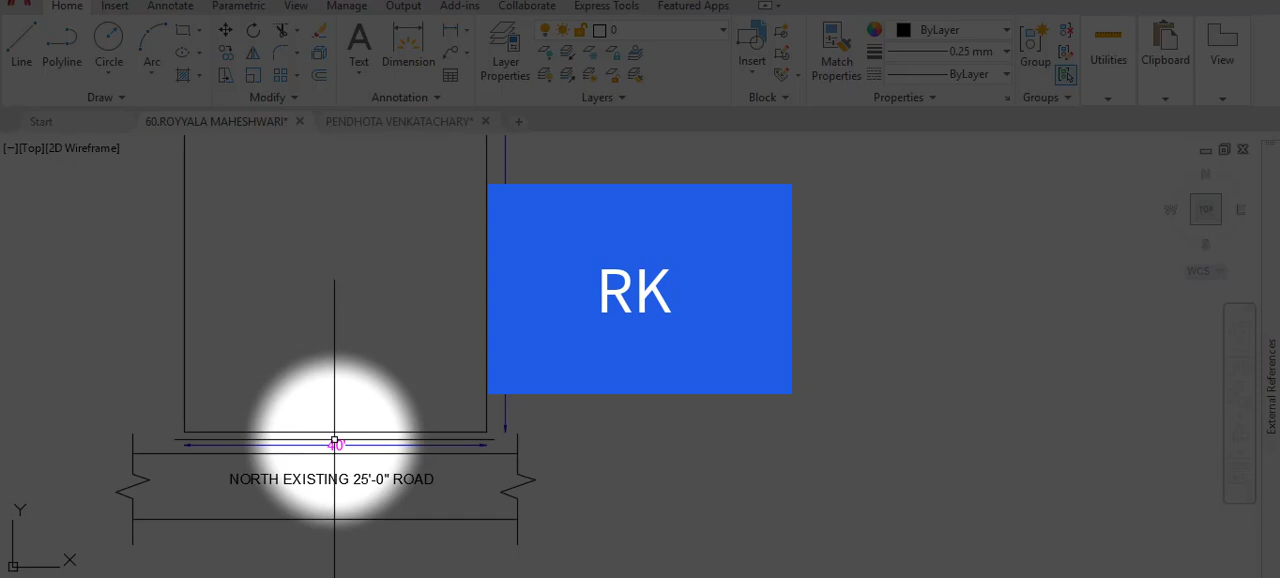 Home Insert Annotate Parametric View Manage Output Add-ins Collaborate Express Tools Featured Apps
Line Polyline Circle Arc Text Dimension Layer Properties 0 Insert Match Properties ByLayer 0.25 mm ByLayer Group Utilities Clipboard View
Draw Modify Annotation Layers Block Properties Groups
Start 60.ROYYALA MAHESHWARI* PENDHOTA VENKATACHARY*
[−][Top][2D Wireframe]
N
W TOP E
S
WCS
RK
External References
40'
NORTH EXISTING 25'-0" ROAD
Y
X